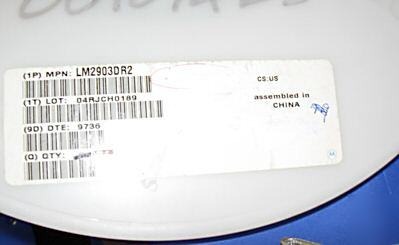 (1P) MPN: LM2903DR2
(1T) LOT: 04RJCH0189
(9D) DTE: 9736
(Q) QTY:
CS:US
assembled in
CHINA